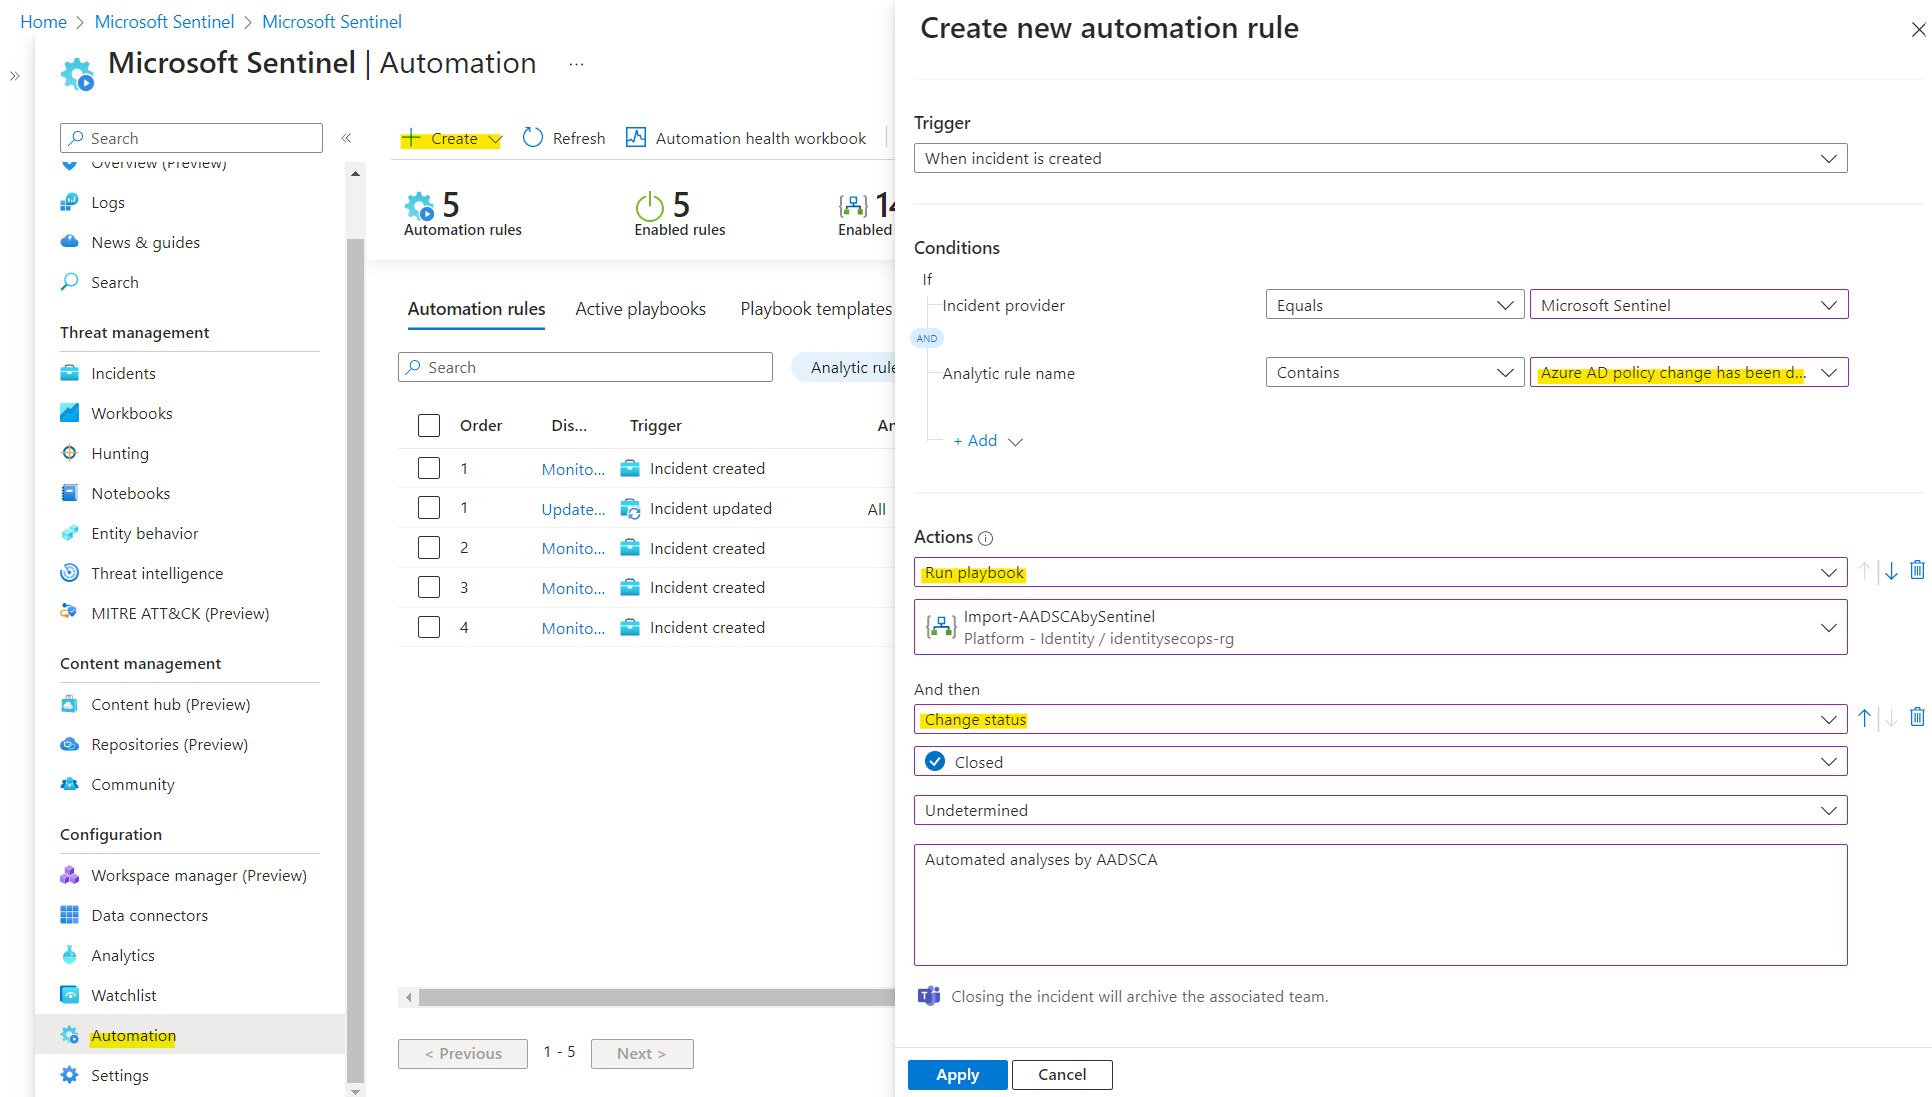 Home > Microsoft Sentinel > Microsoft Sentinel
Microsoft Sentinel | Automation ...
Search
Overview (Preview)
Logs
News & guides
Search
Threat management
Incidents
Workbooks
Hunting
Notebooks
Entity behavior
Threat intelligence
MITRE ATT&CK (Preview)
Content management
Content hub (Preview)
Repositories (Preview)
Community
Configuration
Workspace manager (Preview)
Data connectors
Analytics
Watchlist
Automation
Settings
+ Create Refresh Automation health workbook
5 5 14
Automation rules Enabled rules Enabled
Automation rules Active playbooks Playbook templates
Search Analytic rule
Order Dis... Trigger An
1 Monito... Incident created
1 Update... Incident updated All
2 Monito... Incident created
3 Monito... Incident created
4 Monito... Incident created
< Previous 1 - 5 Next >
Create new automation rule
Trigger
When incident is created
Conditions
If
Incident provider Equals Microsoft Sentinel
AND
Analytic rule name Contains Azure AD policy change has been d...
+ Add
Actions
Run playbook
Import-AADSCAbySentinel
Platform - Identity / identitysecops-rg
And then
Change status
Closed
Undetermined
Automated analyses by AADSCA
Closing the incident will archive the associated team.
Apply Cancel